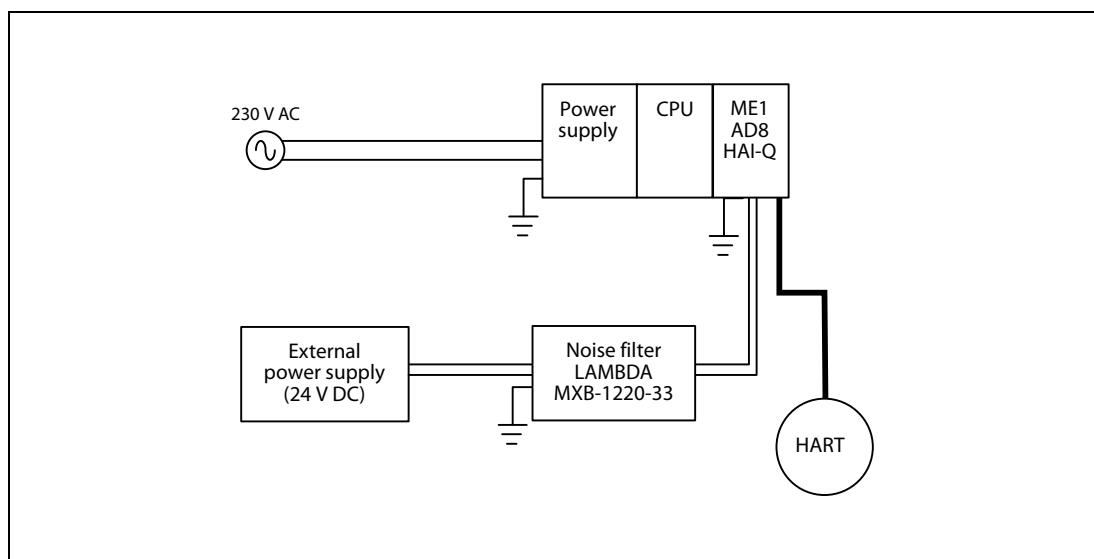 230 V AC
Power
supply
CPU
ME1
AD8
HAI-Q
External
power supply
(24 V DC)
Noise filter
LAMBDA
MXB-1220-33
HART